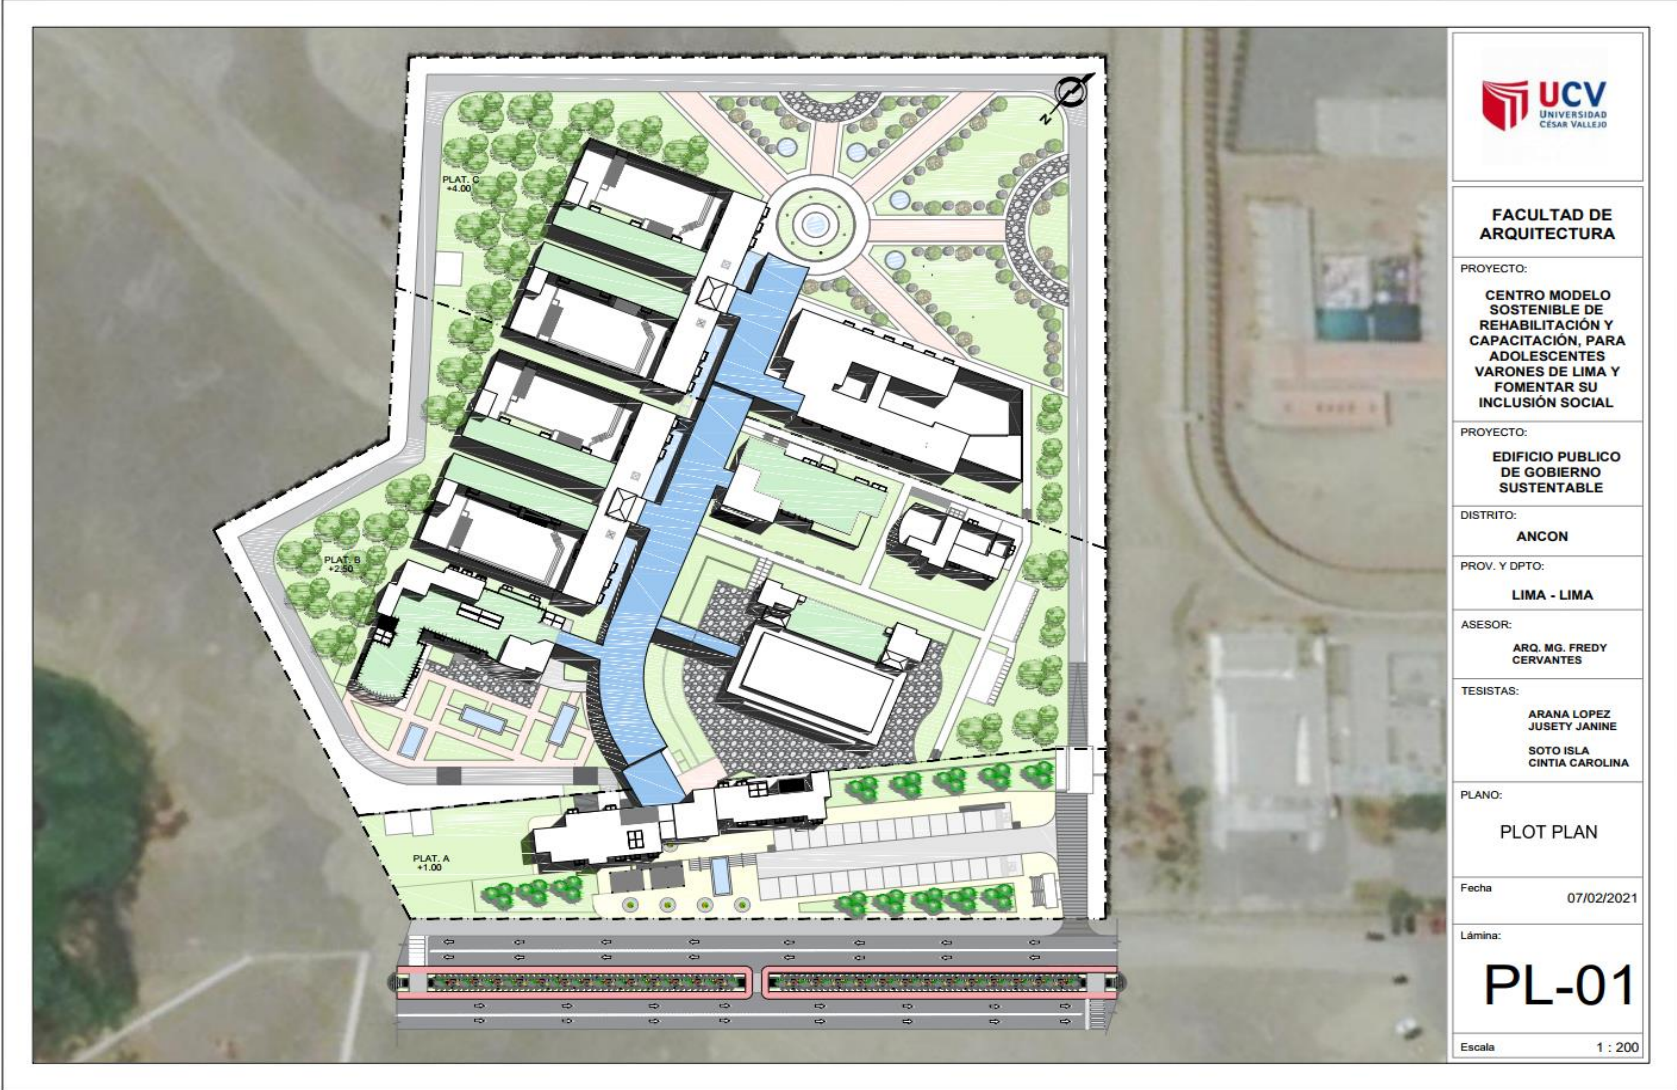 N
PLAT. C
+4.00
PLAT. B
+2.50
PLAT. A
+1.00
UCV
UNIVERSIDAD
CÉSAR VALLEJO
FACULTAD DE
ARQUITECTURA
PROYECTO:
CENTRO MODELO
SOSTENIBLE DE
REHABILITACIÓN Y
CAPACITACIÓN, PARA
ADOLESCENTES
VARONES DE LIMA Y
FOMENTAR SU
INCLUSIÓN SOCIAL
PROYECTO:
EDIFICIO PUBLICO
DE GOBIERNO
SUSTENTABLE
DISTRITO:
ANCON
PROV. Y DPTO:
LIMA - LIMA
ASESOR:
ARQ. MG. FREDY
CERVANTES
TESISTAS:
ARANA LOPEZ
JUSETY JANINE
SOTO ISLA
CINTIA CAROLINA
PLANO:
PLOT PLAN
Fecha
07/02/2021
Lámina:
PL-01
Escala
1 : 200